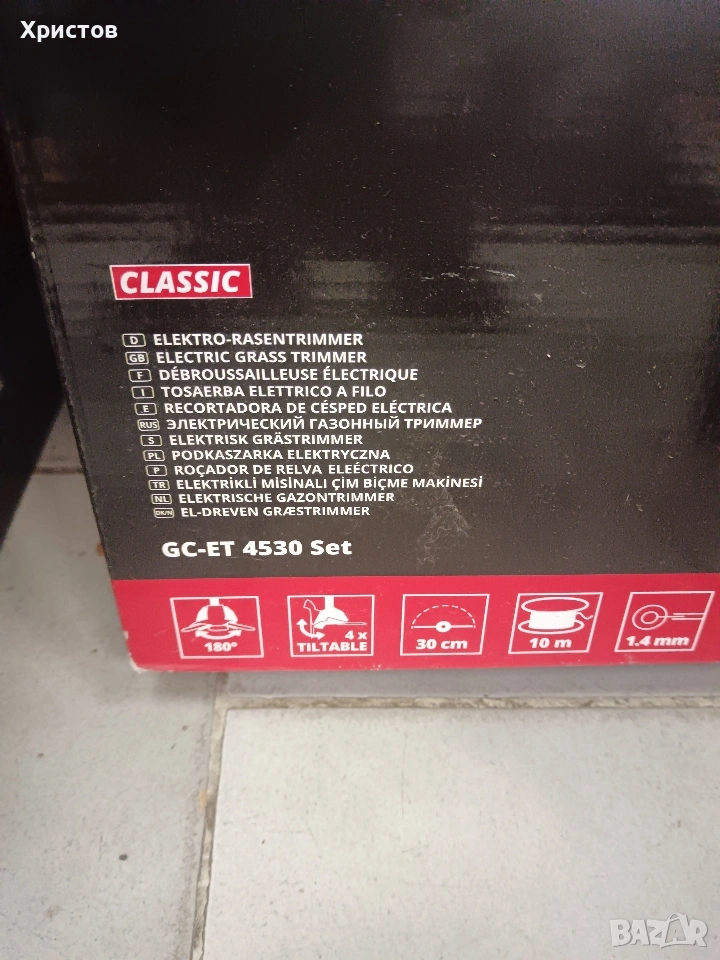 Христов
CLASSIC
D ELEKTRO-RASENTRIMMER
GB ELECTRIC GRASS TRIMMER
F DÉBROUSSAILLEUSE ÉLECTRIQUE
I TOSAERBA ELETTRICO A FILO
E RECORTADORA DE CÉSPED ELÉCTRICA
RUS ЭЛЕКТРИЧЕСКИЙ ГАЗОННЫЙ ТРИММЕР
S ELEKTRISK GRÄSTRIMMER
PL PODKASZARKA ELEKTRYCZNA
P ROÇADOR DE RELVA ELEÉCTRICO
TR ELEKTRİKLİ MİSİNALI ÇİM BİÇME MAKİNESİ
NL ELEKTRISCHE GAZONTRIMMER
DK/N EL-DREVEN GRÆSTRIMMER
GC-ET 4530 Set
180°
4 x
TILTABLE
30 cm
10 m
1.4 mm
BAZAR